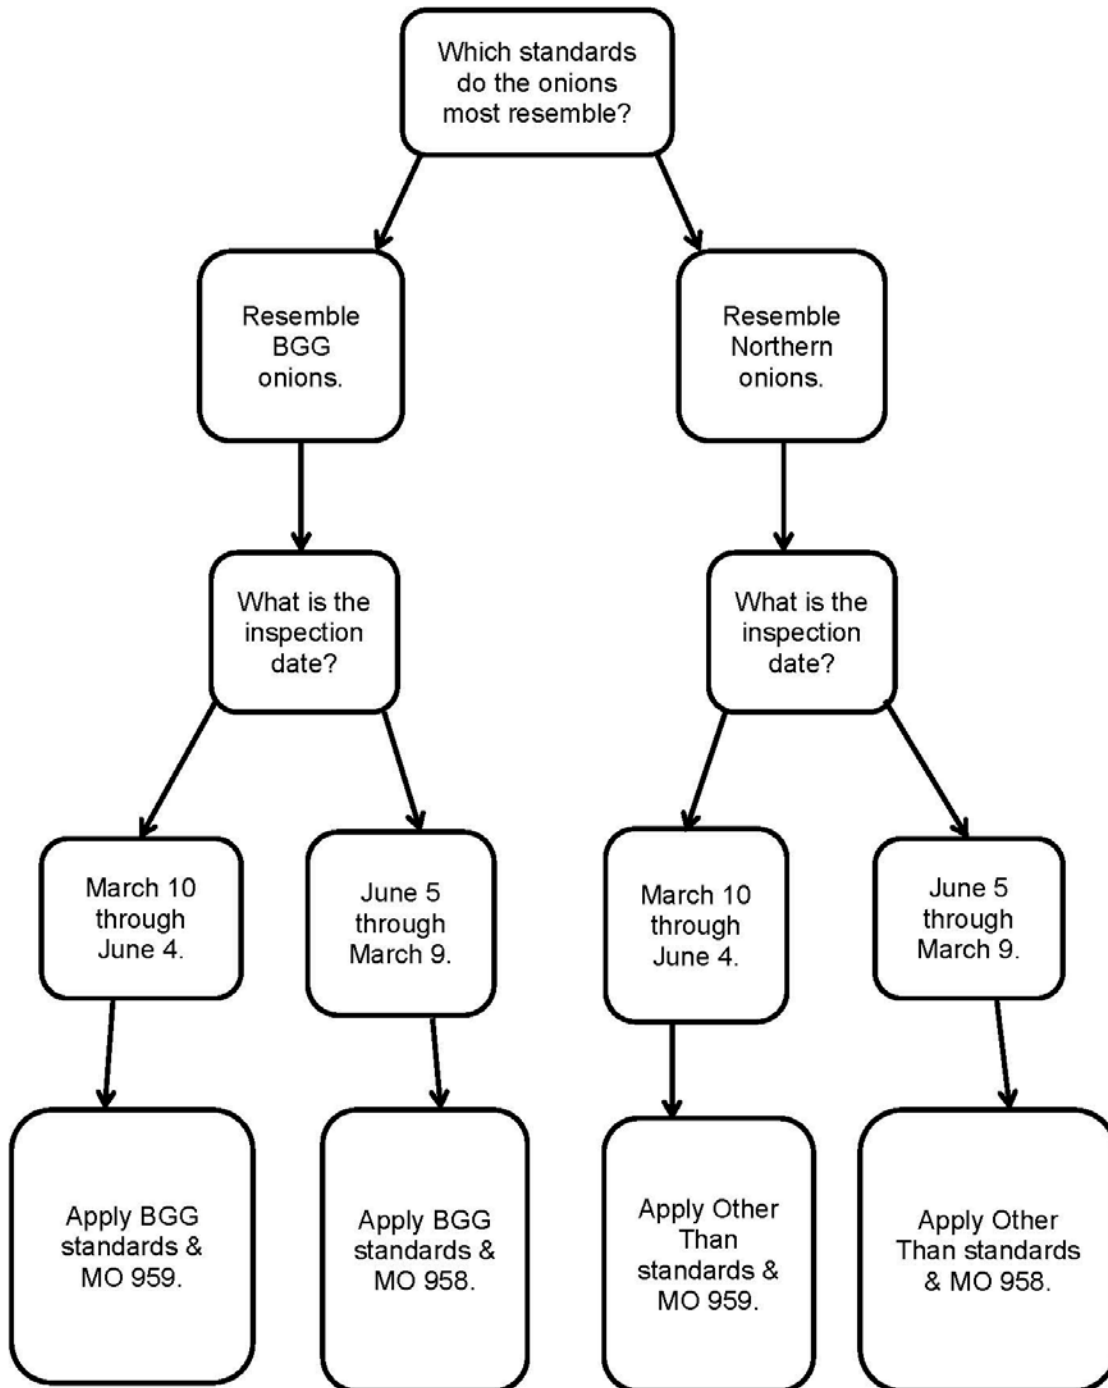 Which standards
do the onions
most resemble?
Resemble
BGG
onions.
Resemble
Northern
onions.
What is the
inspection
date?
What is the
inspection
date?
March 10
through
June 4.
June 5
through
March 9.
March 10
through
June 4.
June 5
through
March 9.
Apply BGG
standards &
MO 959.
Apply BGG
standards &
MO 958.
Apply Other
Than
standards &
MO 959.
Apply Other
Than standards
& MO 958.